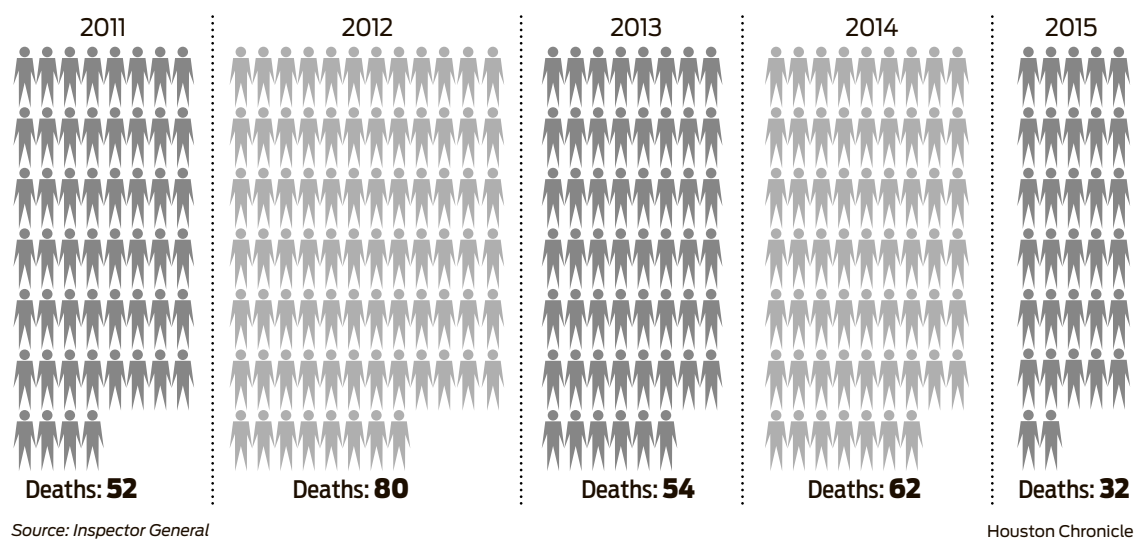 2011
2012
2013
2014
2015
Deaths: 52
Deaths: 80
Deaths: 54
Deaths: 62
Deaths: 32
Source: Inspector General
Houston Chronicle